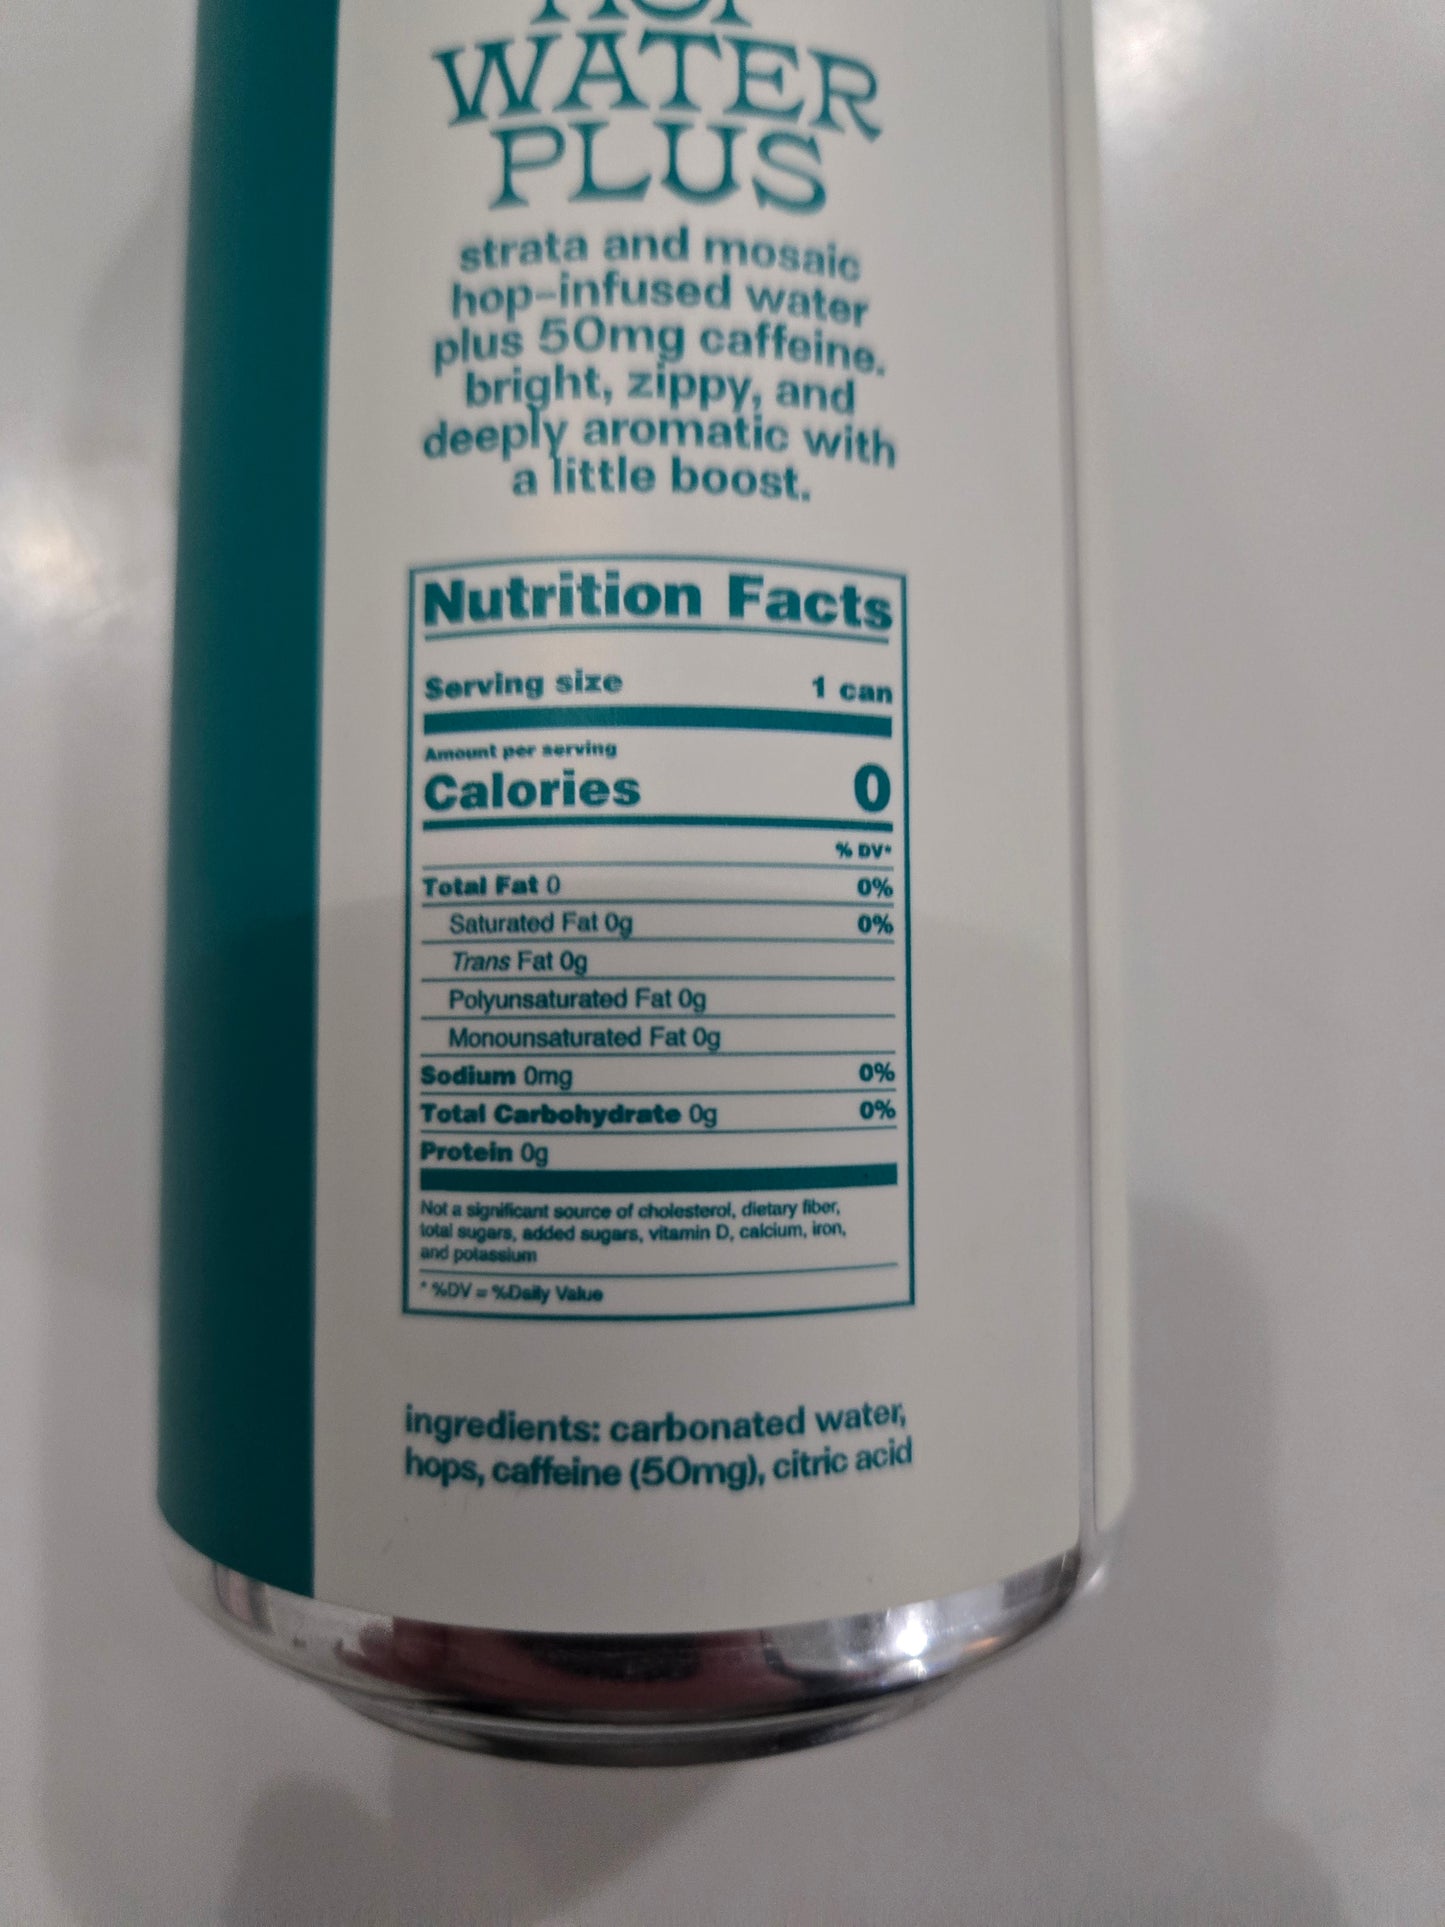 HOP
WATER
PLUS
strata and mosaic
hop-infused water
plus 50mg caffeine.
bright, zippy, and
deeply aromatic with
a little boost.
Nutrition Facts
Serving size 1 can
Amount per serving
Calories 0
% DV*
Total Fat 0 0%
Saturated Fat 0g 0%
Trans Fat 0g
Polyunsaturated Fat 0g
Monounsaturated Fat 0g
Sodium 0mg 0%
Total Carbohydrate 0g 0%
Protein 0g
Not a significant source of cholesterol, dietary fiber,
total sugars, added sugars, vitamin D, calcium, iron,
and potassium
* %DV = %Daily Value
ingredients: carbonated water,
hops, caffeine (50mg), citric acid